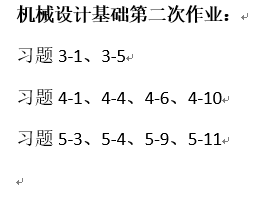 机械设计基础第二次作业：
习题 3-1、3-5
习题 4-1、4-4、4-6、4-10
习题 5-3、5-4、5-9、5-11